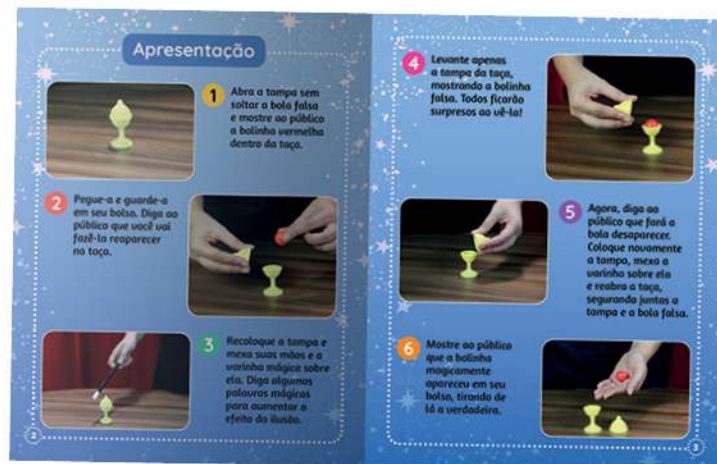 Apresentação
1
Abra a tampa sem
soltar a bola falsa
e mostre ao público
a bolinha vermelha
dentro da taça.
2
Pegue-a e guarde-a
em seu bolso. Diga ao
público que você vai
fazê-la reaparecer
na taça.
3
Recoloque a tampa e
mexa suas mãos e a
varinha mágica sobre
ela. Diga algumas
palavras mágicas
para aumentar o
efeito da ilusão.
2
4
Levante apenas
a tampa da taça,
mostrando a bolinha
falsa. Todos ficarão
surpresos ao vê-la!
5
Agora, diga ao
público que fará a
bola desaparecer.
Coloque novamente
a tampa, mexa a
varinha sobre ela
e reabra a taça,
segurando juntos a
tampa e a bola falsa.
6
Mostre ao público
que a bolinha
magicamente
apareceu em seu
bolso, tirando de
lá a verdadeira.
3